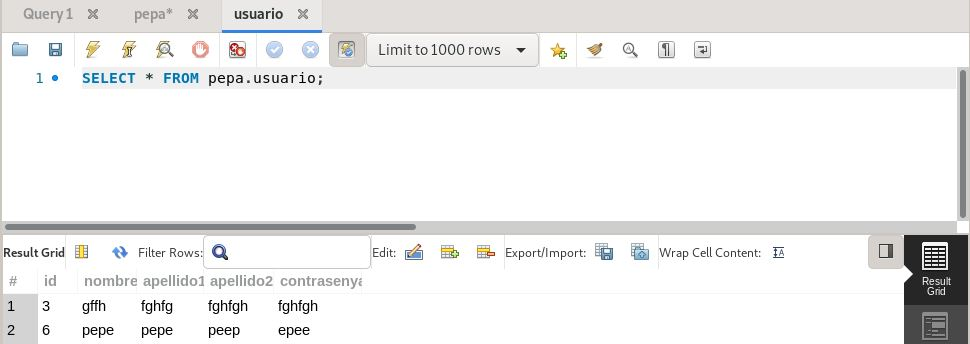 Query 1 pepa* usuario
Limit to 1000 rows
1 SELECT * FROM pepa.usuario;
Result Grid Filter Rows: Edit: Export/Import: Wrap Cell Content:
# id nombre apellido1 apellido2 contrasenya
1 3 gffh fghfg fghfgh fghfgh
2 6 pepe pepe peep epee
Result
Grid